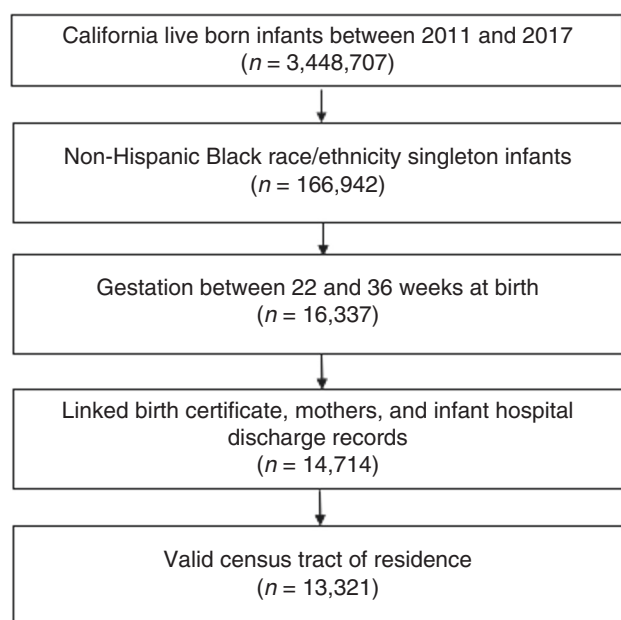 California live born infants between 2011 and 2017
(n = 3,448,707)
Non-Hispanic Black race/ethnicity singleton infants
(n = 166,942)
Gestation between 22 and 36 weeks at birth
(n = 16,337)
Linked birth certificate, mothers, and infant hospital
discharge records
(n = 14,714)
Valid census tract of residence
(n = 13,321)